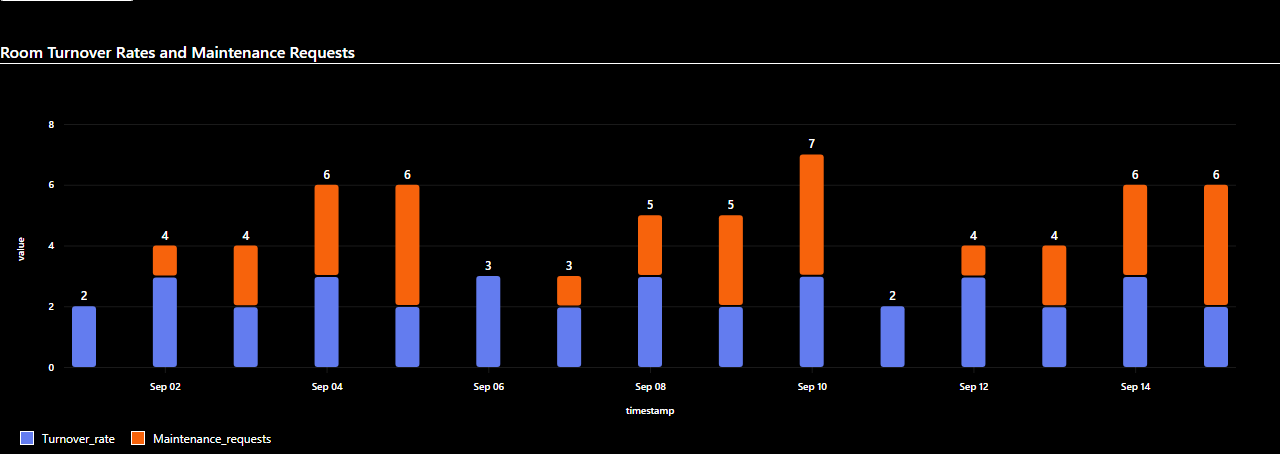 Room Turnover Rates and Maintenance Requests
8
7
6 6 6 6
6
5 5
4 4 4 4
4
value
3 3
2 2
2
0
Sep 02 Sep 04 Sep 06 Sep 08 Sep 10 Sep 12 Sep 14
timestamp
Turnover_rate Maintenance_requests